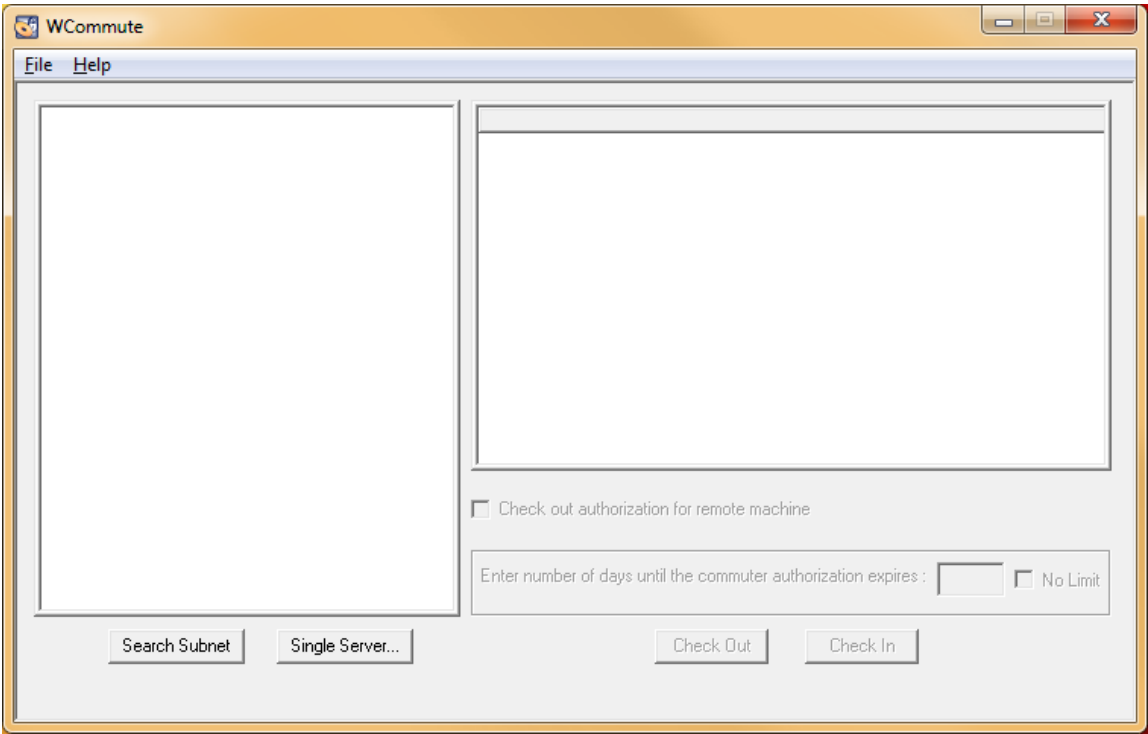 WCommute
File Help
Check out authorization for remote machine
Enter number of days until the commuter authorization expires : No Limit
Search Subnet Single Server... Check Out Check In